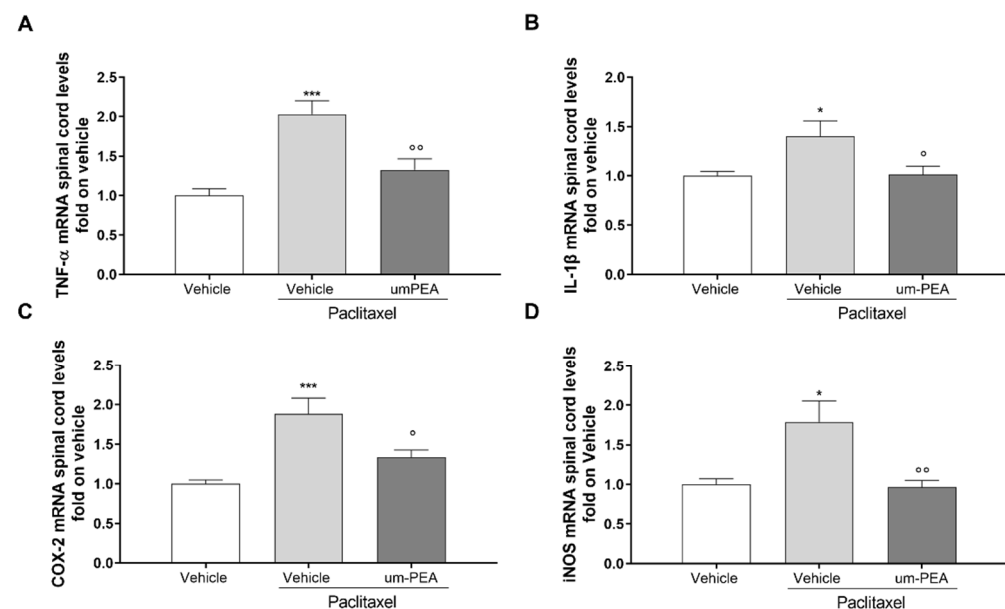 A
TNF-α mRNA spinal cord levels
fold on vehicle
2.5
2.0
1.5
1.0
0.5
0.0
***
°°
Vehicle
Vehicle
umPEA
Paclitaxel
B
IL-1β mRNA spinal cord levels
fold on vehicle
2.0
1.5
1.0
0.5
0.0
*
°
Vehicle
Vehicle
um-PEA
Paclitaxel
C
COX-2 mRNA spinal cord levels
fold on vehicle
2.5
2.0
1.5
1.0
0.5
0.0
***
°
Vehicle
Vehicle
um-PEA
Paclitaxel
D
iNOS mRNA spinal cord levels
fold on Vehicle
2.5
2.0
1.5
1.0
0.5
0.0
*
°°
Vehicle
Vehicle
um-PEA
Paclitaxel